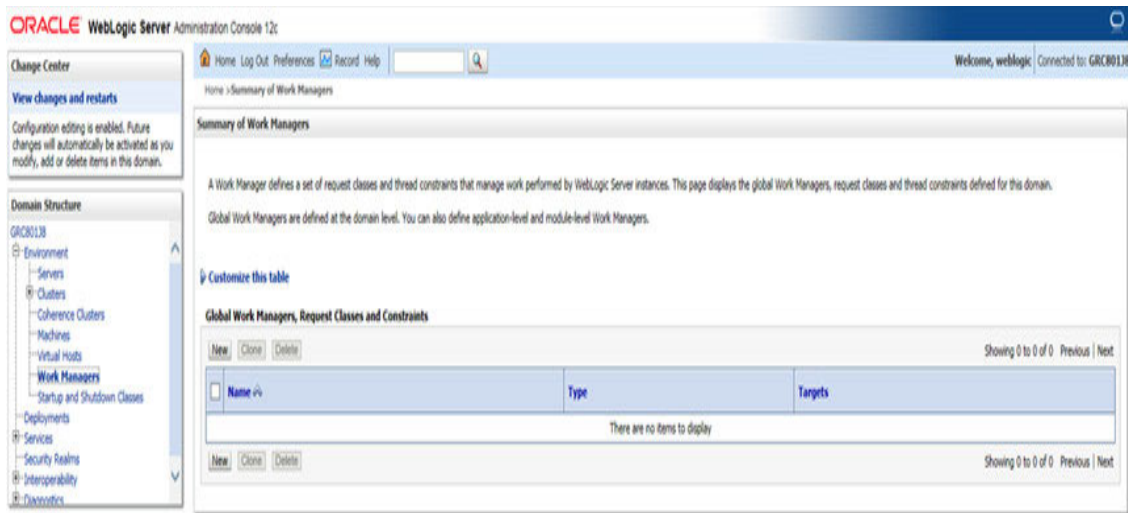 ORACLE WebLogic Server Administration Console 12c
Change Center
View changes and restarts
Configuration editing is enabled. Future
changes will automatically be activated as you
modify, add or delete items in this domain.
Domain Structure
GRC801JB
Environment
Servers
Clusters
Coherence Clusters
Machines
Virtual Hosts
Work Managers
Startup and Shutdown Classes
Deployments
Services
Security Realms
Interoperability
Diagnostics
Home Log Out Preferences Record Help
Welcome, weblogic Connected to: GRC801JB
Home >Summary of Work Managers
Summary of Work Managers
A Work Manager defines a set of request classes and thread constraints that manage work performed by WebLogic Server instances. This page displays the global Work Managers, request classes and thread constraints defined for this domain.
Global Work Managers are defined at the domain level. You can also define application-level and module-level Work Managers.
Customize this table
Global Work Managers, Request Classes and Constraints
New Clone Delete Showing 0 to 0 of 0 Previous | Next
Name Type Targets
There are no items to display
New Clone Delete Showing 0 to 0 of 0 Previous | Next